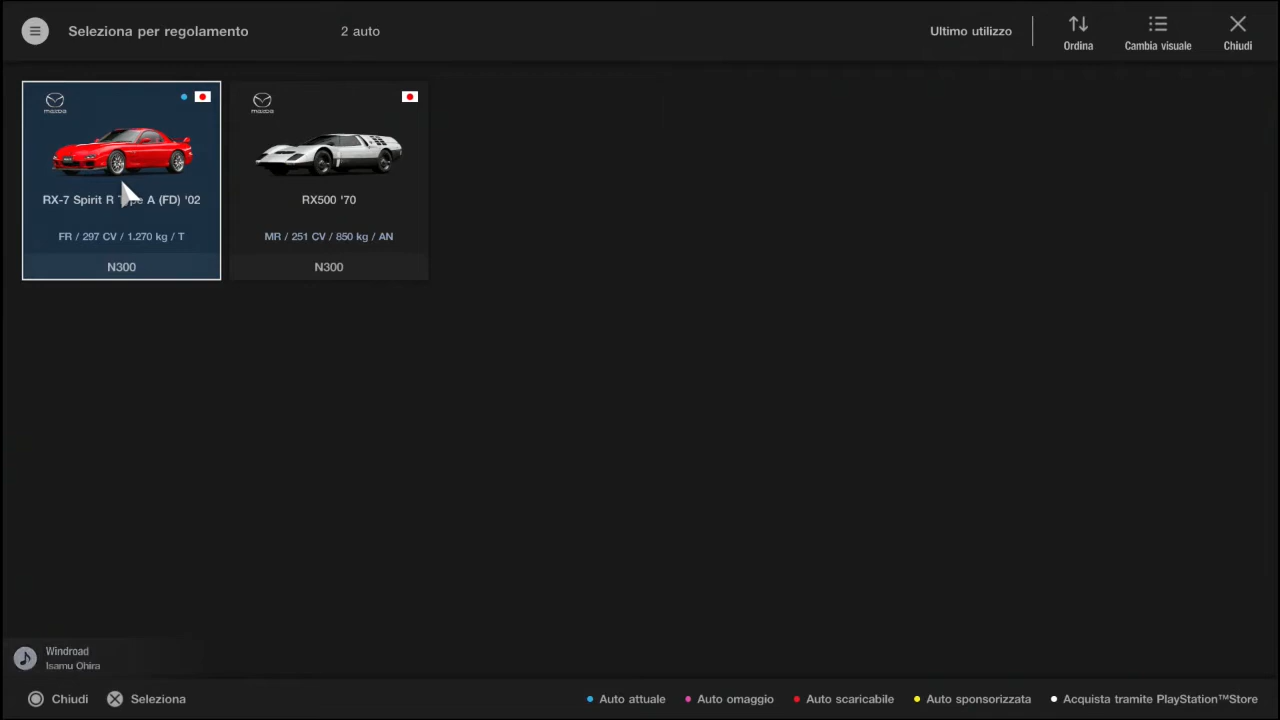 Seleziona per regolamento
2 auto
Ultimo utilizzo
Ordina
Cambia visuale
Chiudi
mazda
RX-7 Spirit R Type A (FD) '02
FR / 297 CV / 1.270 kg / T
N300
mazda
RX500 '70
MR / 251 CV / 850 kg / AN
N300
Windroad
Isamu Ohira
Chiudi
Seleziona
Auto attuale
Auto omaggio
Auto scaricabile
Auto sponsorizzata
Acquista tramite PlayStation™Store